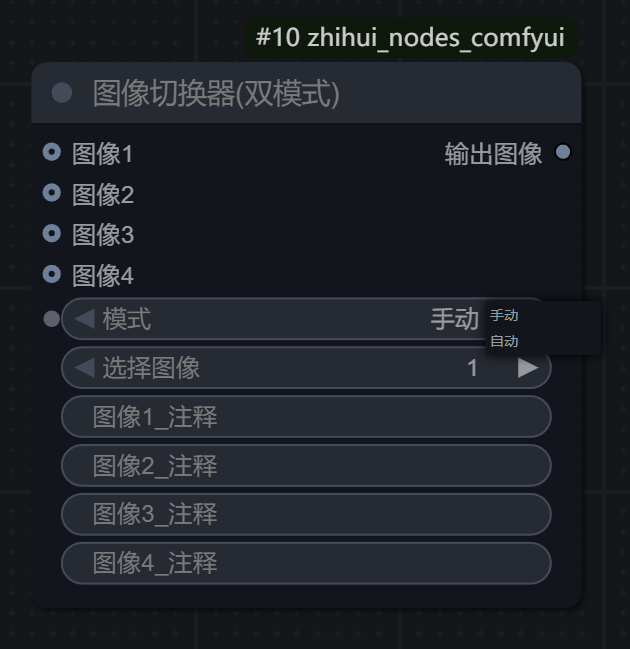 #10 zhihui_nodes_comfyui
图像切换器(双模式)
图像1 输出图像
图像2
图像3
图像4
模式 手动
手动
自动
选择图像 1
图像1_注释
图像2_注释
图像3_注释
图像4_注释